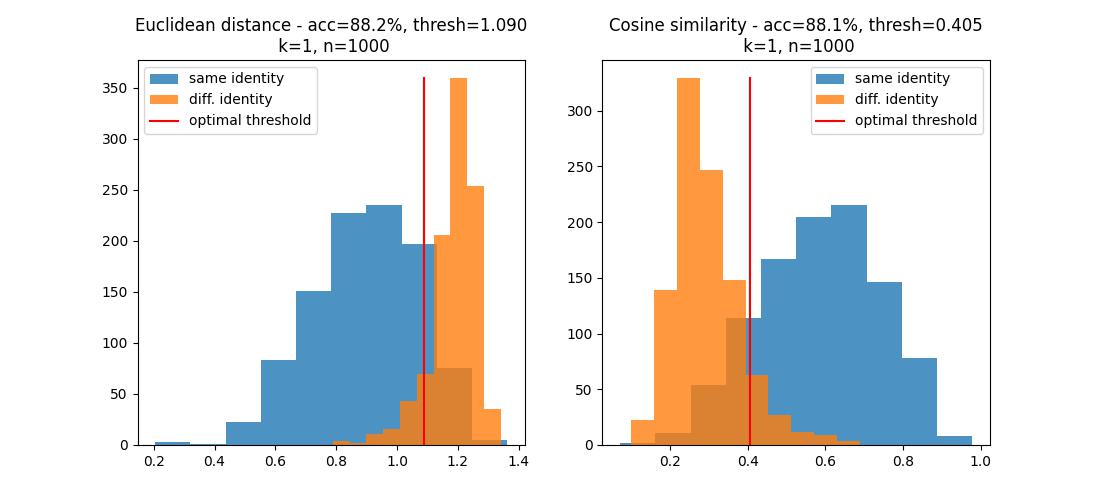 Euclidean distance - acc=88.2%, thresh=1.090
k=1, n=1000
same identity
diff. identity
optimal threshold
350
300
250
200
150
100
50
0
0.2 0.4 0.6 0.8 1.0 1.2 1.4
Cosine similarity - acc=88.1%, thresh=0.405
k=1, n=1000
same identity
diff. identity
optimal threshold
300
250
200
150
100
50
0
0.2 0.4 0.6 0.8 1.0